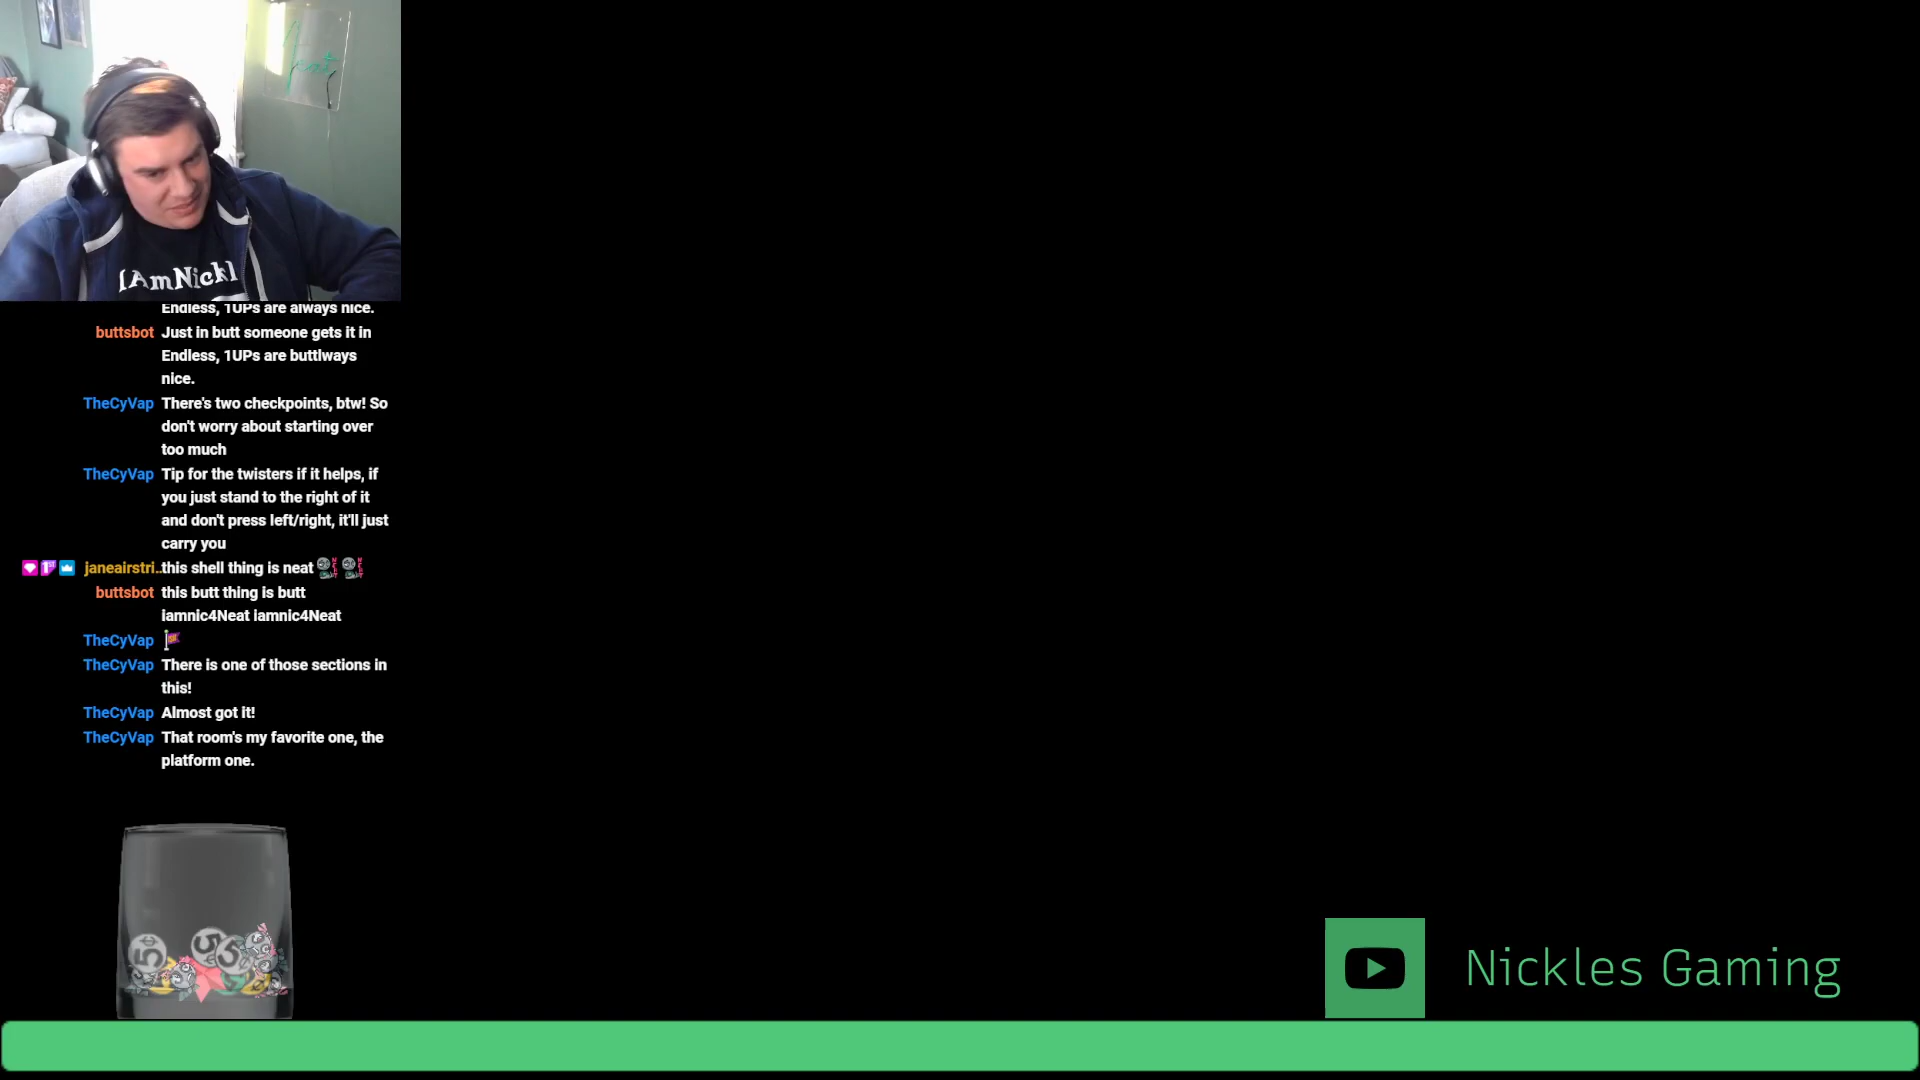 Endless, 1UPs are always nice.
buttsbot Just in butt someone gets it in
Endless, 1UPs are buttlways
nice.
TheCyVap There's two checkpoints, btw! So
don't worry about starting over
too much
TheCyVap Tip for the twisters if it helps, if
you just stand to the right of it
and don't press left/right, it'll just
carry you
janeairstri.. this shell thing is neat
buttsbot this butt thing is butt
iamnic4Neat iamnic4Neat
TheCyVap
TheCyVap There is one of those sections in
this!
TheCyVap Almost got it!
TheCyVap That room's my favorite one, the
platform one.
Nickles Gaming